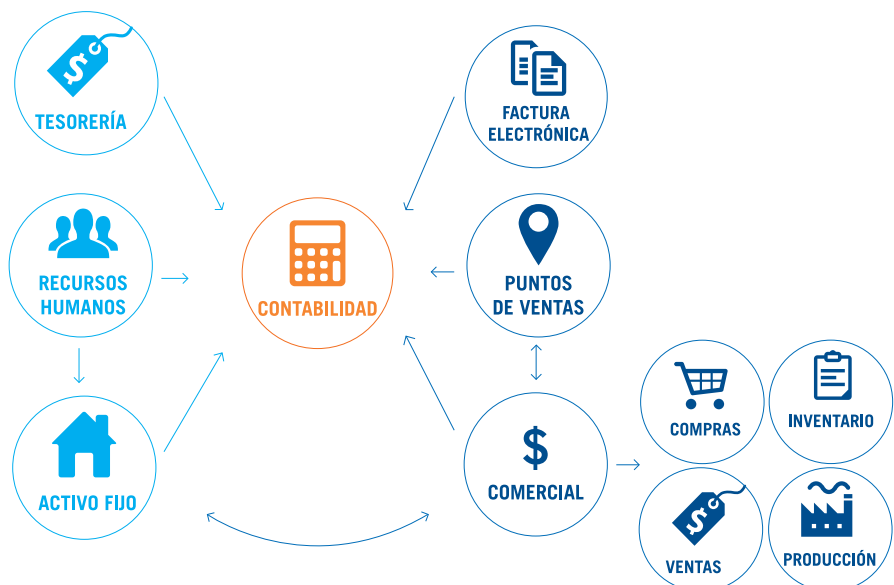 TESORERÍA
FACTURA
ELECTRÓNICA
RECURSOS
HUMANOS
CONTABILIDAD
PUNTOS
DE VENTAS
ACTIVO FIJO
$
COMERCIAL
COMPRAS
INVENTARIO
VENTAS
PRODUCCIÓN